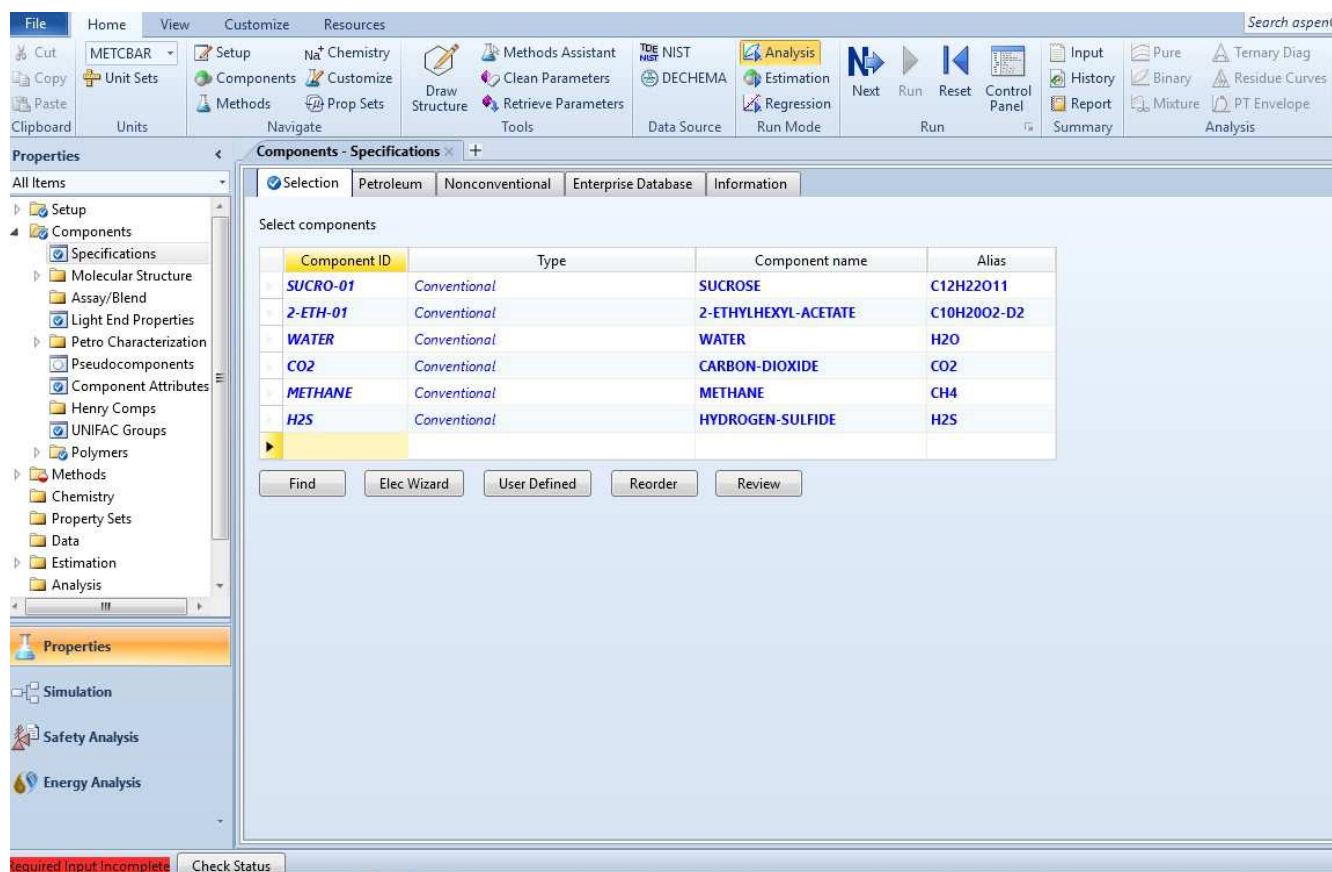 File Home View Customize Resources Search aspen
Cut METCBAR Setup Na+ Chemistry Methods Assistant TDE NIST NIST Analysis Input Pure Ternary Diag
Copy Unit Sets Components Customize Draw Structure Clean Parameters DECHEMA Estimation Next Run Reset Control Panel History Binary Residue Curves
Paste Methods Prop Sets Retrieve Parameters Regression Report Mixture PT Envelope
Clipboard Units Navigate Tools Data Source Run Mode Run Summary Analysis
Properties
All Items
Setup
Components
Specifications
Molecular Structure
Assay/Blend
Light End Properties
Petro Characterization
Pseudocomponents
Component Attributes
Henry Comps
UNIFAC Groups
Polymers
Methods
Chemistry
Property Sets
Data
Estimation
Analysis
Properties
Simulation
Safety Analysis
Energy Analysis
Components - Specifications × +
Selection Petroleum Nonconventional Enterprise Database Information
Select components
Component ID Type Component name Alias
SUCRO-01 Conventional SUCROSE C12H22O11
2-ETH-01 Conventional 2-ETHYLHEXYL-ACETATE C10H20O2-D2
WATER Conventional WATER H2O
CO2 Conventional CARBON-DIOXIDE CO2
METHANE Conventional METHANE CH4
H2S Conventional HYDROGEN-SULFIDE H2S
Find Elec Wizard User Defined Reorder Review
Required Input Incomplete Check Status